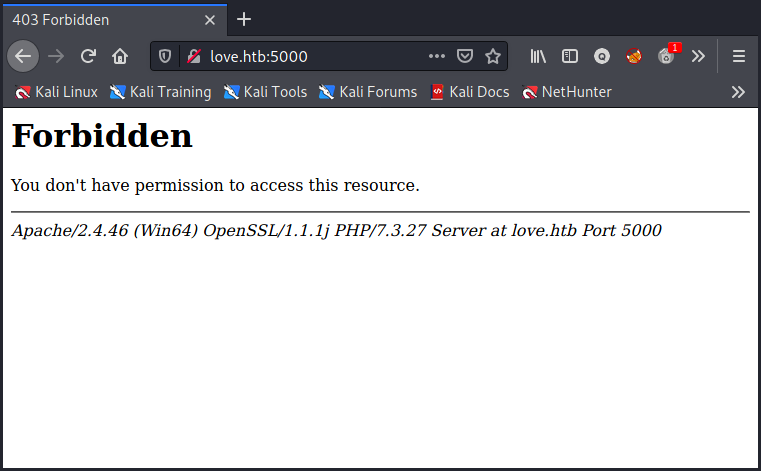 403 Forbidden
love.htb:5000
1
Kali Linux Kali Training Kali Tools Kali Forums Kali Docs NetHunter
Forbidden
You don't have permission to access this resource.
Apache/2.4.46 (Win64) OpenSSL/1.1.1j PHP/7.3.27 Server at love.htb Port 5000